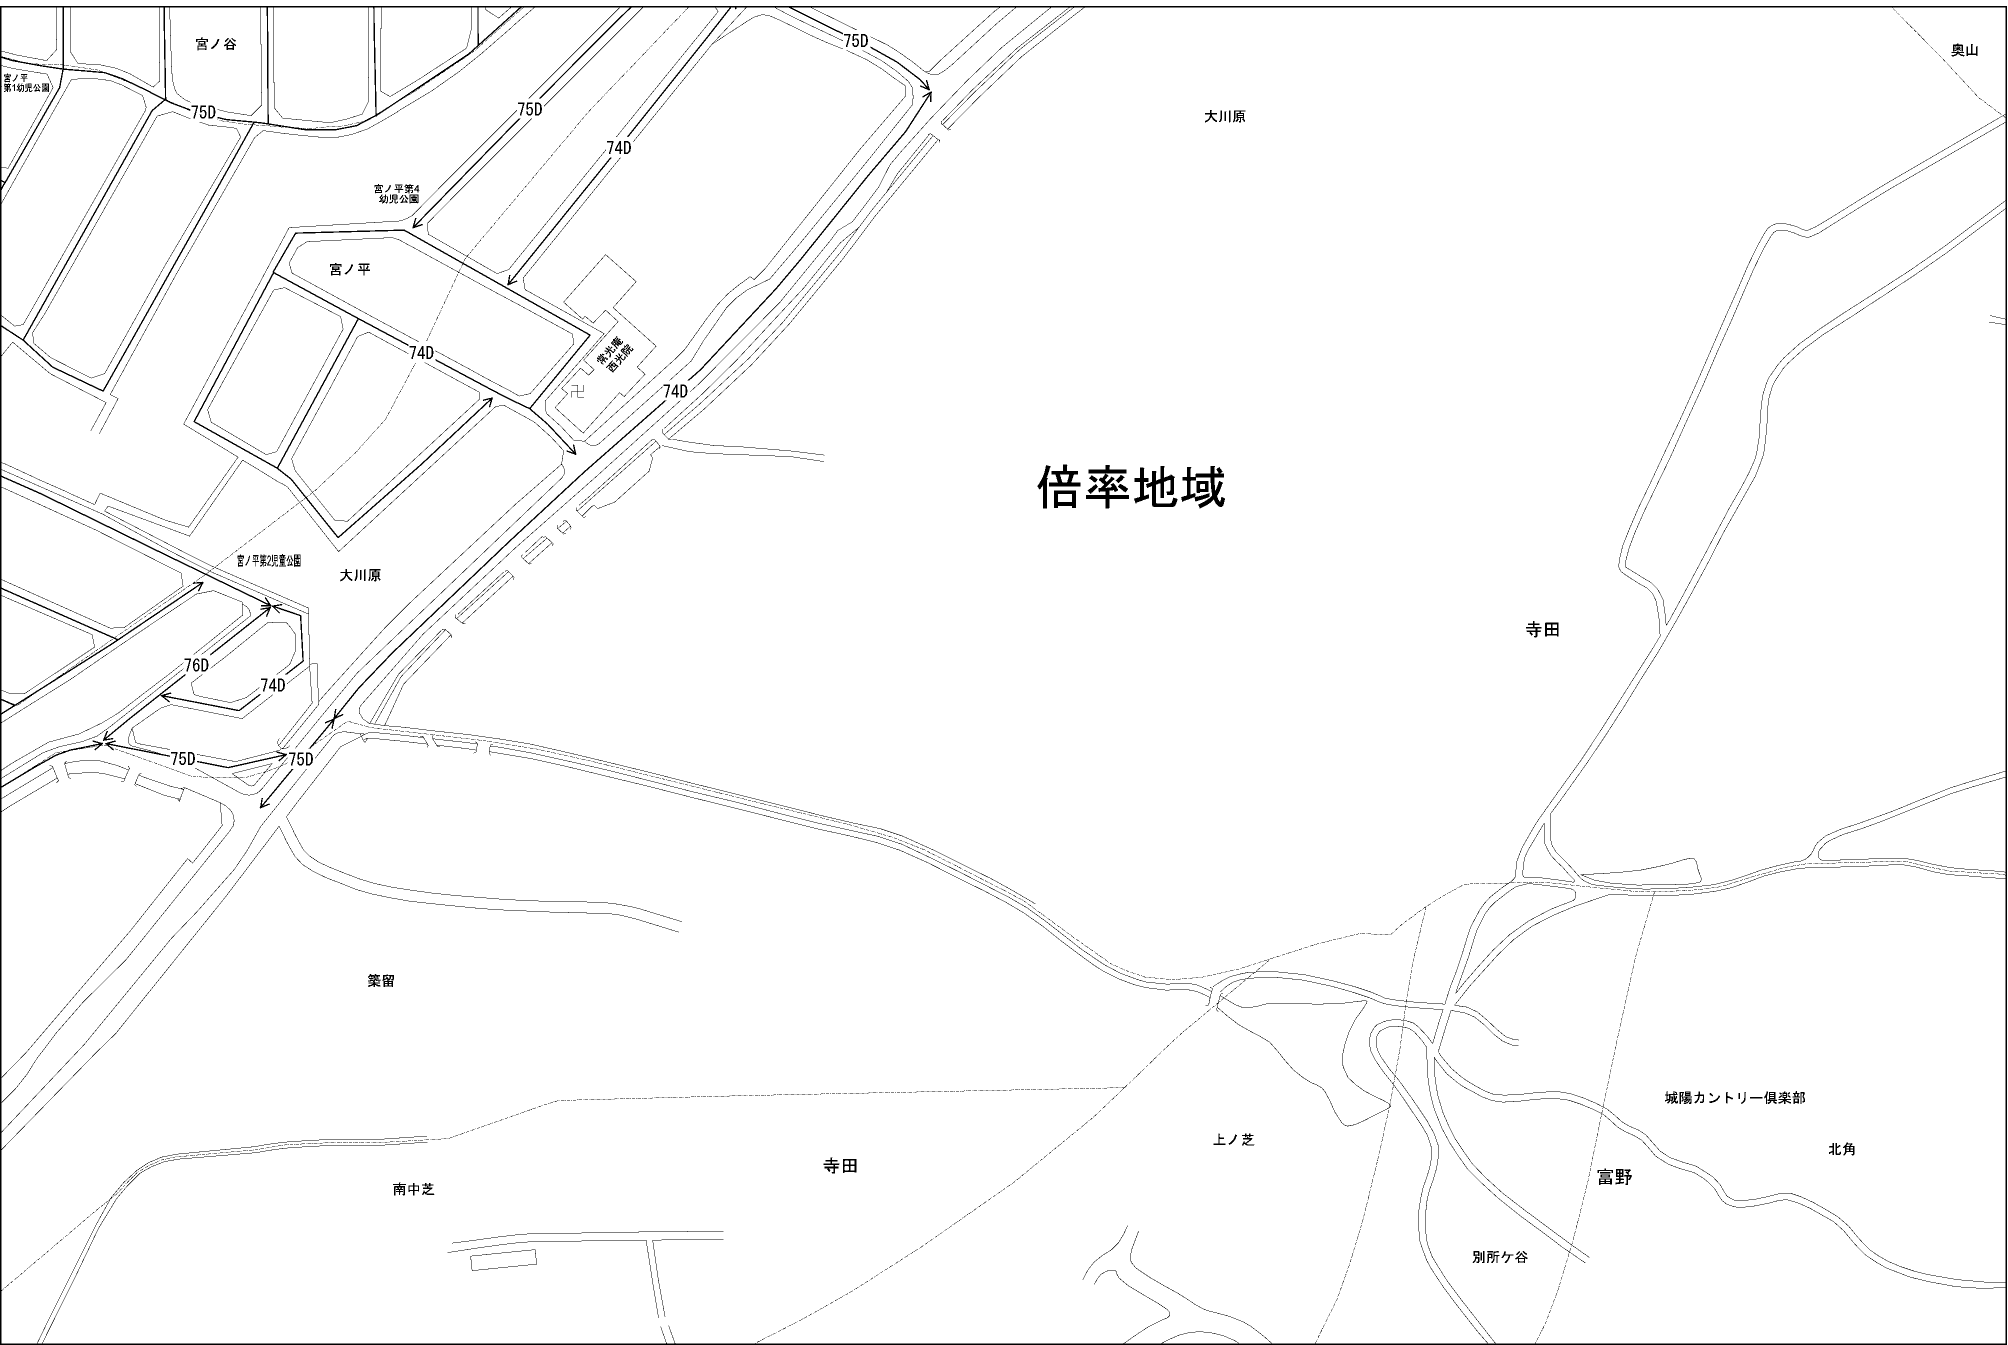 宮ノ谷
75D
奥山
宮ノ平
第1幼児公園
75D
75D
大川原
74D
宮ノ平第4
幼児公園
宮ノ平
常光庵
西光院
卍
74D
74D
倍率地域
宮ノ平第2児童公園
大川原
寺田
76D
74D
75D
75D
築留
城陽カントリー倶楽部
上ノ芝
北角
寺田
富野
南中芝
別所ケ谷